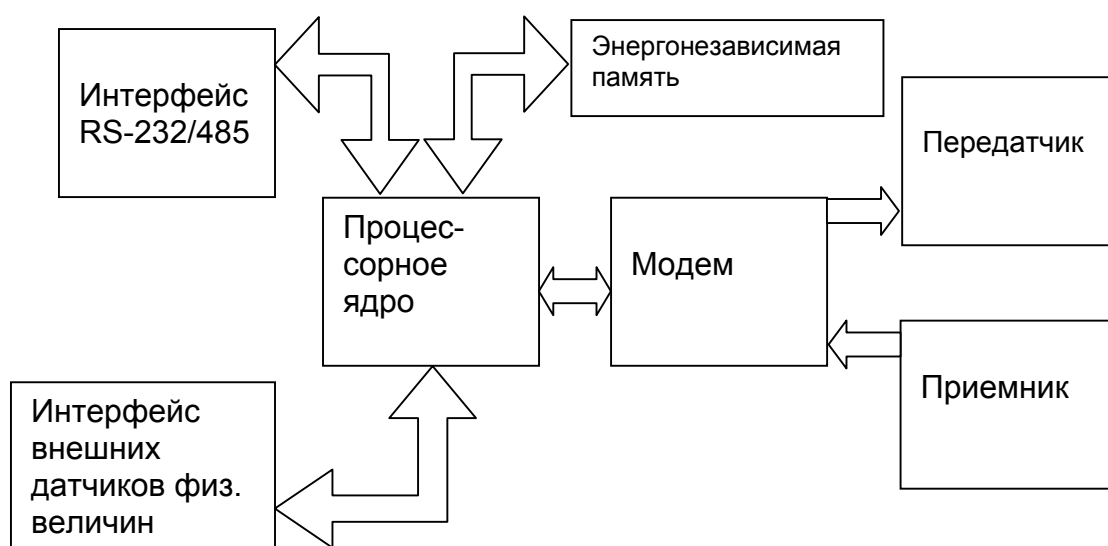 Энергонезависимая
память
Интерфейс
RS-232/485
Передатчик
Процес-
сорное
ядро
Модем
Приемник
Интерфейс
внешних
датчиков физ.
величин